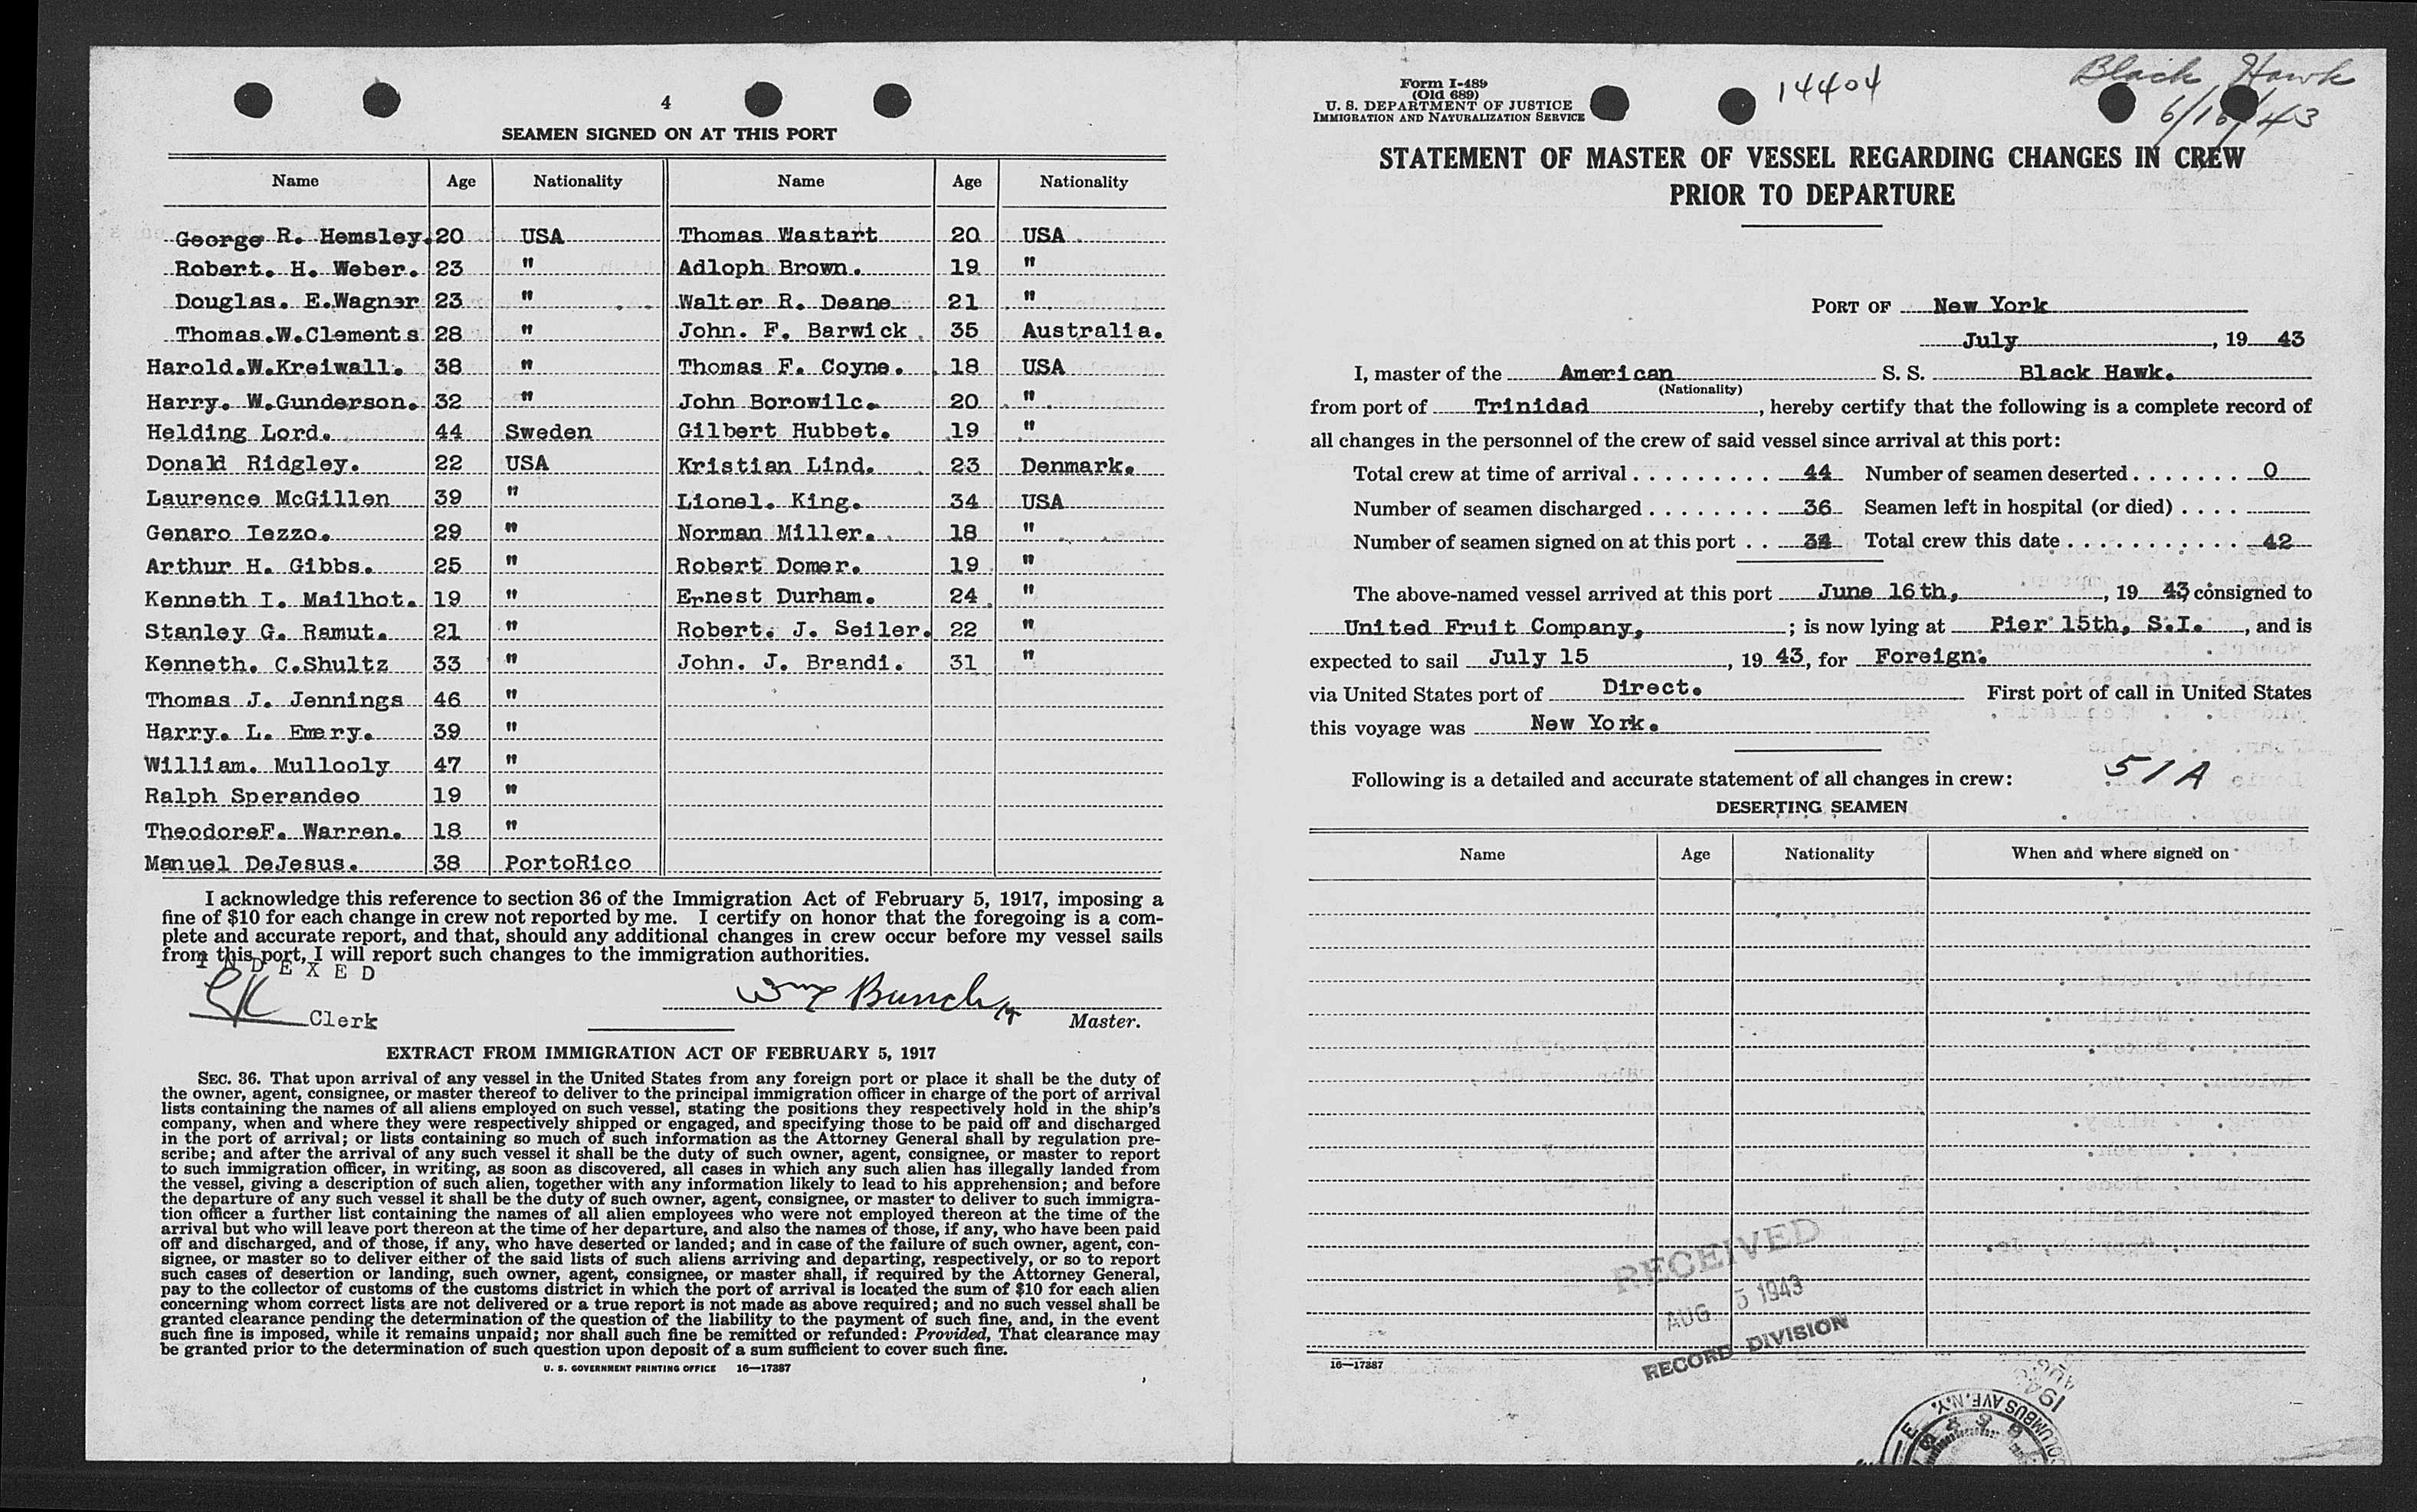 4
SEAMEN SIGNED ON AT THIS PORT
Name Age Nationality Name Age Nationality
George R. Hemsley. 20 USA Thomas Wastart 20 USA
Robert. H. Weber. 23 " Adloph Brown. 19 "
Douglas. E.Wagner 23 " Walter R. Deane 21 "
Thomas.W.Clements 28 " John. F. Barwick 35 Australia.
Harold.W.Kreiwall. 38 " Thomas F. Coyne. 18 USA
Harry. W.Gunderson. 32 " John Borowilc. 20 "
Helding Lord. 44 Sweden Gilbert Hubbet. 19 "
Donald Ridgley. 22 USA Kristian Lind. 23 Denmark.
Laurence McGillen 39 " Lionel. King. 34 USA
Genaro Iezzo. 29 " Norman Miller. 18 "
Arthur H. Gibbs. 25 " Robert Domer. 19 "
Kenneth I. Mailhot. 19 " Ernest Durham. 24 "
Stanley G. Ramut. 21 " Robert. J. Seiler. 22 "
Kenneth. C.Shultz 33 " John. J. Brandi. 31 "
Thomas J. Jennings 46 "
Harry. L. Emery. 39 "
William. Mullooly 47 "
Ralph Sperandeo 19 "
TheodoreF. Warren. 18 "
Manuel DeJesus. 38 PortoRico
I acknowledge this reference to section 36 of the Immigration Act of February 5, 1917, imposing a
fine of $10 for each change in crew not reported by me. I certify on honor that the foregoing is a com-
plete and accurate report, and that, should any additional changes in crew occur before my vessel sails
from this port, I will report such changes to the immigration authorities.
INDEXED
Clerk
Wm Bunch
Master.
EXTRACT FROM IMMIGRATION ACT OF FEBRUARY 5, 1917
SEC. 36. That upon arrival of any vessel in the United States from any foreign port or place it shall be the duty of
the owner, agent, consignee, or master thereof to deliver to the principal immigration officer in charge of the port of arrival
lists containing the names of all aliens employed on such vessel, stating the positions they respectively hold in the ship's
company, when and where they were respectively shipped or engaged, and specifying those to be paid off and discharged
in the port of arrival; or lists containing so much of such information as the Attorney General shall by regulation pre-
scribe; and after the arrival of any such vessel it shall be the duty of such owner, agent, consignee, or master to report
to such immigration officer, in writing, as soon as discovered, all cases in which any such alien has illegally landed from
the vessel, giving a description of such alien, together with any information likely to lead to his apprehension; and before
the departure of any such vessel it shall be the duty of such owner, agent, consignee, or master to deliver to such immigra-
tion officer a further list containing the names of all alien employees who were not employed thereon at the time of the
arrival but who will leave port thereon at the time of her departure, and also the names of those, if any, who have been paid
off and discharged, and of those, if any, who have deserted or landed; and in case of the failure of such owner, agent, con-
signee, or master so to deliver either of the said lists of such aliens arriving and departing, respectively, or so to report
such cases of desertion or landing, such owner, agent, consignee, or master shall, if required by the Attorney General,
pay to the collector of customs of the customs district in which the port of arrival is located the sum of $10 for each alien
concerning whom correct lists are not delivered or a true report is not made as above required; and no such vessel shall be
granted clearance pending the determination of the question of the liability to the payment of such fine, and, in the event
such fine is imposed, while it remains unpaid; nor shall such fine be remitted or refunded: Provided, That clearance may
be granted prior to the determination of such question upon deposit of a sum sufficient to cover such fine.
U. S. GOVERNMENT PRINTING OFFICE 16—17387
Form I-489
(Old 689)
U. S. DEPARTMENT OF JUSTICE
IMMIGRATION AND NATURALIZATION SERVICE
14404
Black Hawk
6/16/43
STATEMENT OF MASTER OF VESSEL REGARDING CHANGES IN CREW
PRIOR TO DEPARTURE
PORT OF New York
July, 19 43
I, master of the American S. S. Black Hawk.
(Nationality)
from port of Trinidad, hereby certify that the following is a complete record of
all changes in the personnel of the crew of said vessel since arrival at this port:
Total crew at time of arrival 44 Number of seamen deserted 0
Number of seamen discharged 36 Seamen left in hospital (or died)
Number of seamen signed on at this port 34 Total crew this date 42
The above-named vessel arrived at this port June 16th, 19 43 consigned to
United Fruit Company, ; is now lying at Pier 15th, S.I., and is
expected to sail July 15, 19 43, for Foreign.
via United States port of Direct. First port of call in United States
this voyage was New York.
51A
Following is a detailed and accurate statement of all changes in crew:
DESERTING SEAMEN
Name Age Nationality When and where signed on
RECEIVED
AUG. 5 1943
RECORD DIVISION
16—17387
COLUMBUS AVE. N.Y.